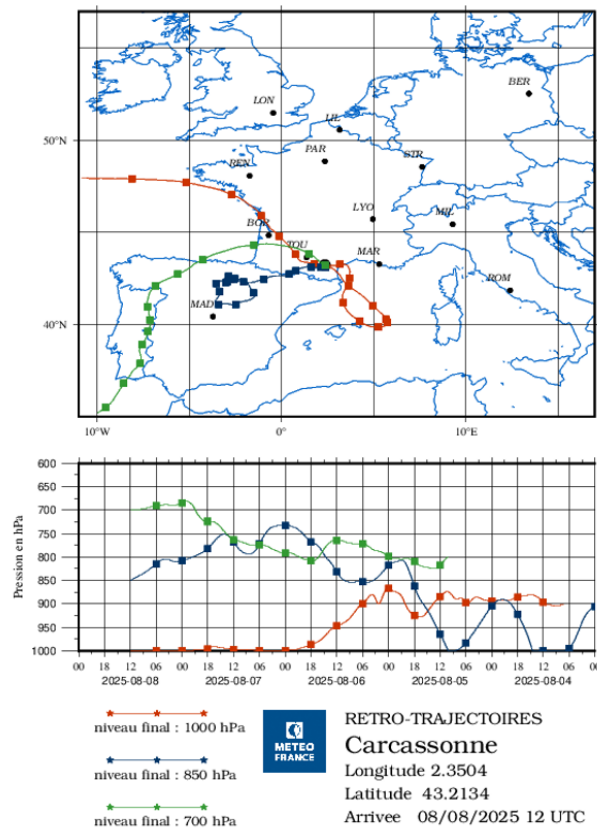 BER
LON
LIL
50°N
PAR
STR
REN
LYO
MIL
BOR
TOU
MAR
ROM
MAD
40°N
10°W 0° 10°E
600
650
700
750
800
850
900
950
1000
Pression en hPa
00 18 12 06 00 18 12 06 00 18 12 06 00 18 12 06 00 18 12 06 00
2025-08-08 2025-08-07 2025-08-06 2025-08-05 2025-08-04
niveau final : 1000 hPa
niveau final : 850 hPa
niveau final : 700 hPa
METEO
FRANCE
RETRO-TRAJECTOIRES
Carcassonne
Longitude 2.3504
Latitude 43.2134
Arrivee 08/08/2025 12 UTC